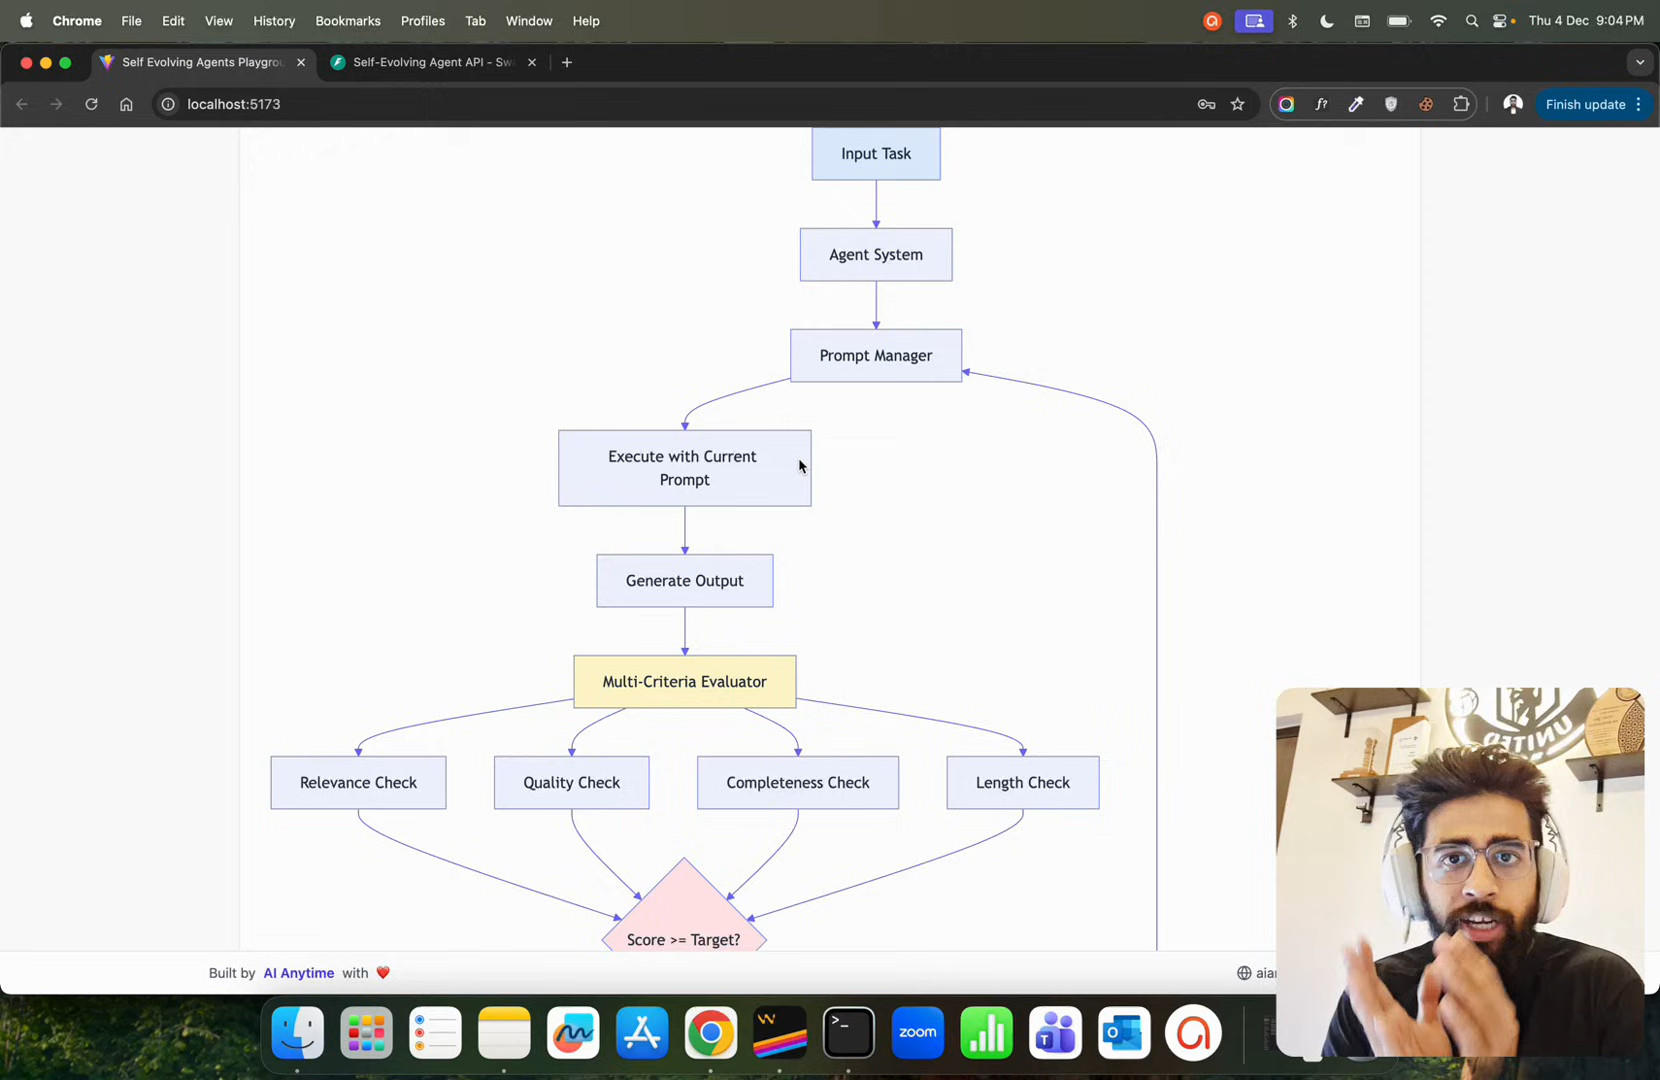 Chrome File Edit View History Bookmarks Profiles Tab Window Help Thu 4 Dec 9:04 PM
Self Evolving Agents Playgrou
Self-Evolving Agent API - Sw
localhost:5173
f?
Finish update
Input Task
Agent System
Prompt Manager
Execute with Current
Prompt
Generate Output
Multi-Criteria Evaluator
Relevance Check
Quality Check
Completeness Check
Length Check
Score >= Target?
UNITED
Built by AI Anytime with ❤️
aian
W
>_
zoom